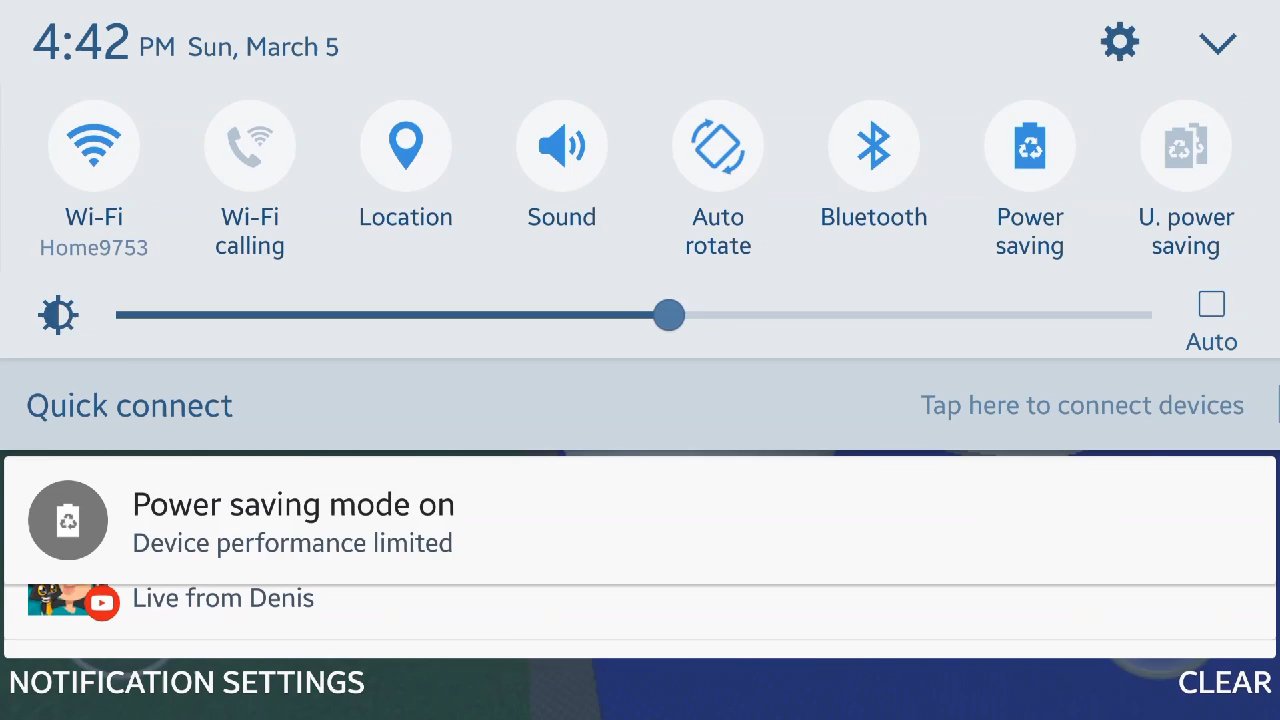 4:42 PM Sun, March 5
Wi-Fi
Home9753
Wi-Fi
calling
Location
Sound
Auto
rotate
Bluetooth
Power
saving
U. power
saving
Auto
Quick connect
Tap here to connect devices
Power saving mode on
Device performance limited
Live from Denis
NOTIFICATION SETTINGS
CLEAR